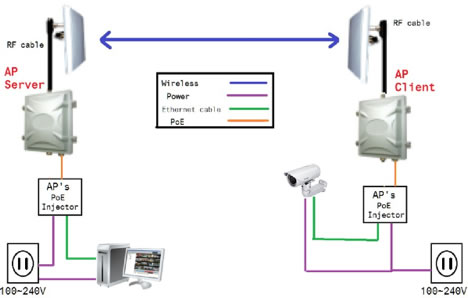 RF cable
AP
Server
RF cable
AP
Client
Wireless
Power
Ethernet cable
PoE
AP's
PoE
Injector
AP's
PoE
Injector
100~240V
100~240V